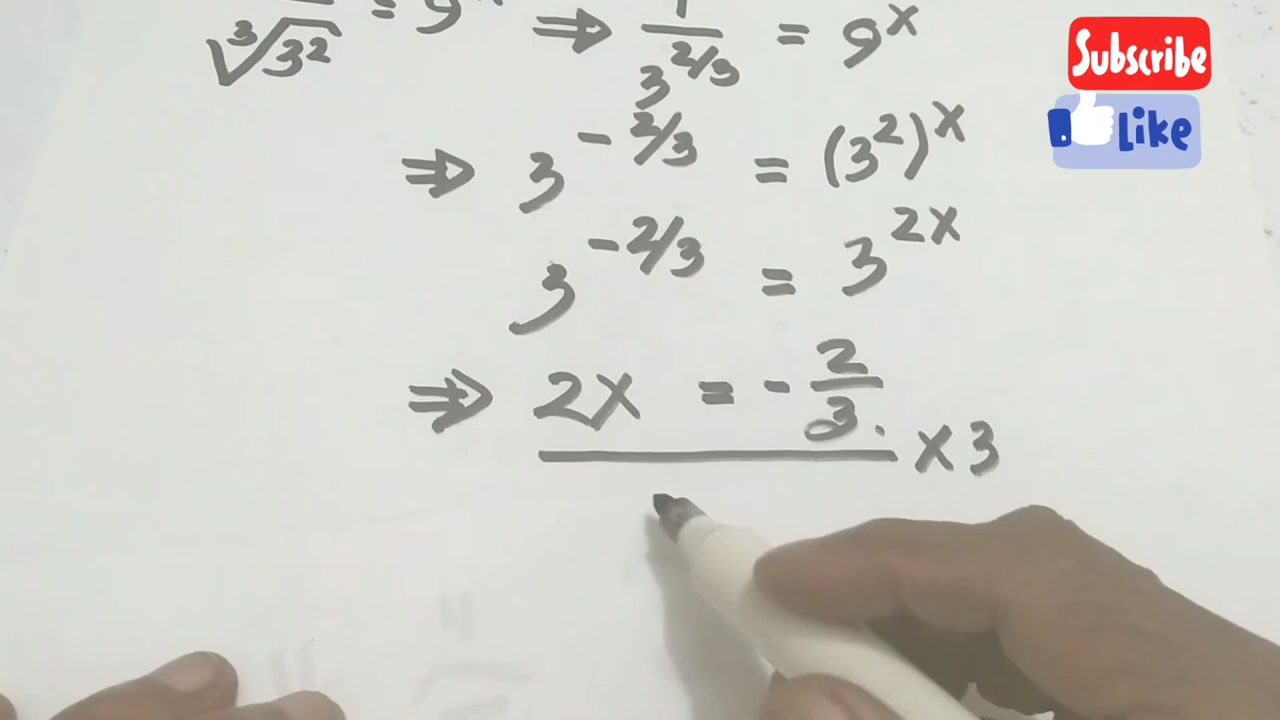 ∛3² = 9ˣ ⇒ 1/3^2/3 = 9ˣ
Subscribe
Like
⇒ 3^-2/3 = (3²)ˣ
3^-2/3 = 3^2x
⇒ 2x = -2/3 . x 3